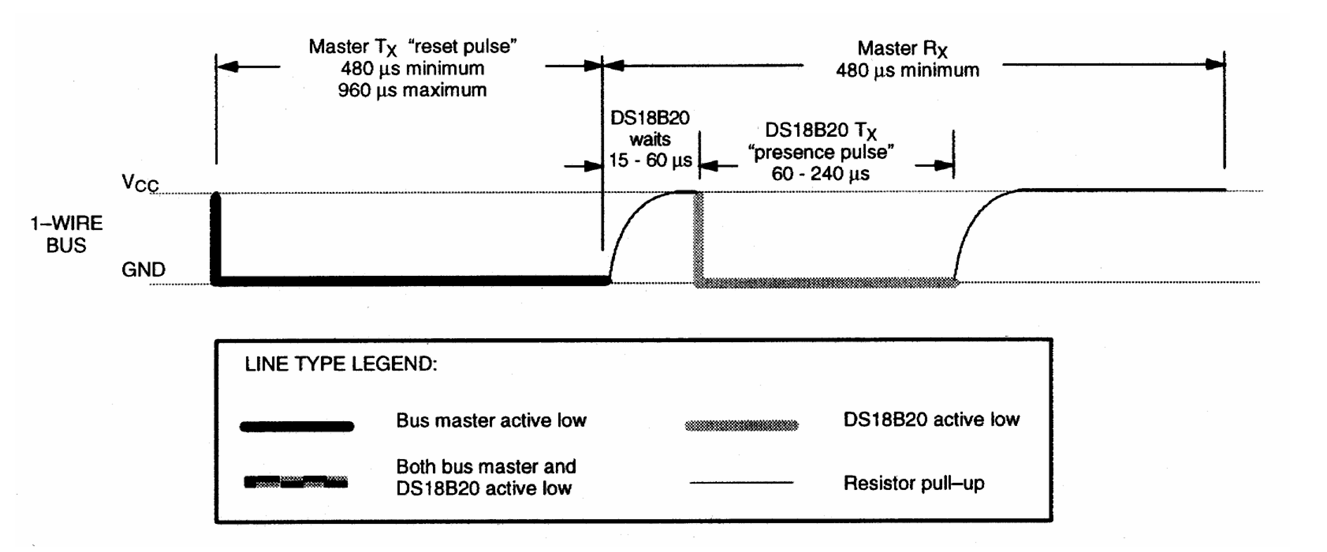 Master TX “reset pulse”
480 µs minimum
960 µs maximum
Master RX
480 µs minimum
DS18B20
waits
15 - 60 µs
DS18B20 TX
“presence pulse”
60 - 240 µs
VCC
1–WIRE
BUS
GND
LINE TYPE LEGEND:
Bus master active low
DS18B20 active low
Both bus master and
DS18B20 active low
Resistor pull–up